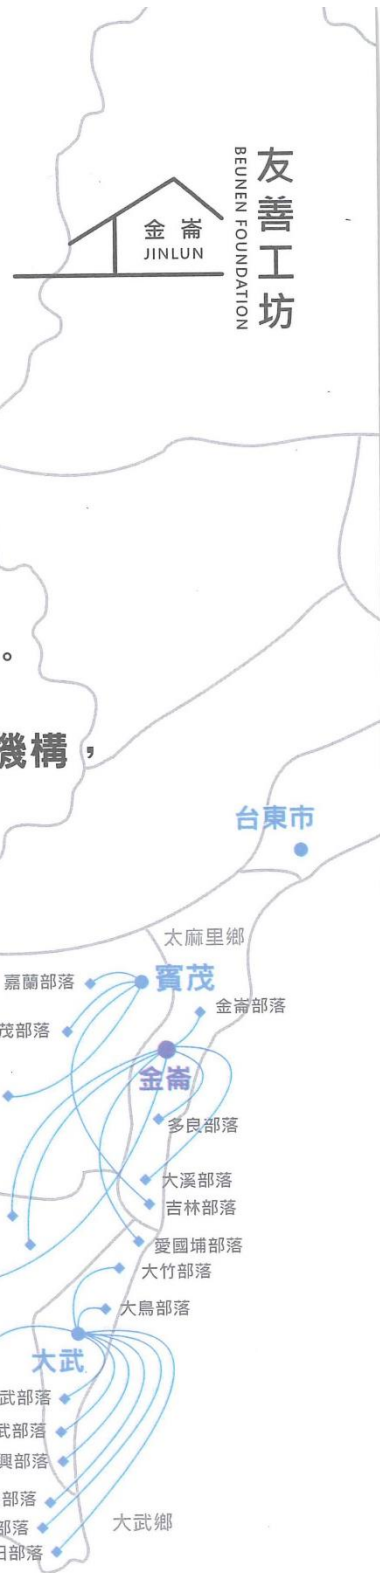 友善工坊
BEUNEN FOUNDATION
金崙
JINLUN
。
機構，
台東市
太麻里鄉
嘉蘭部落
賓茂
金崙部落
茂部落
金崙
多良部落
大溪部落
吉林部落
愛國埔部落
大竹部落
大鳥部落
大武
武部落
武部落
興部落
部落
大武鄉
部落
日部落